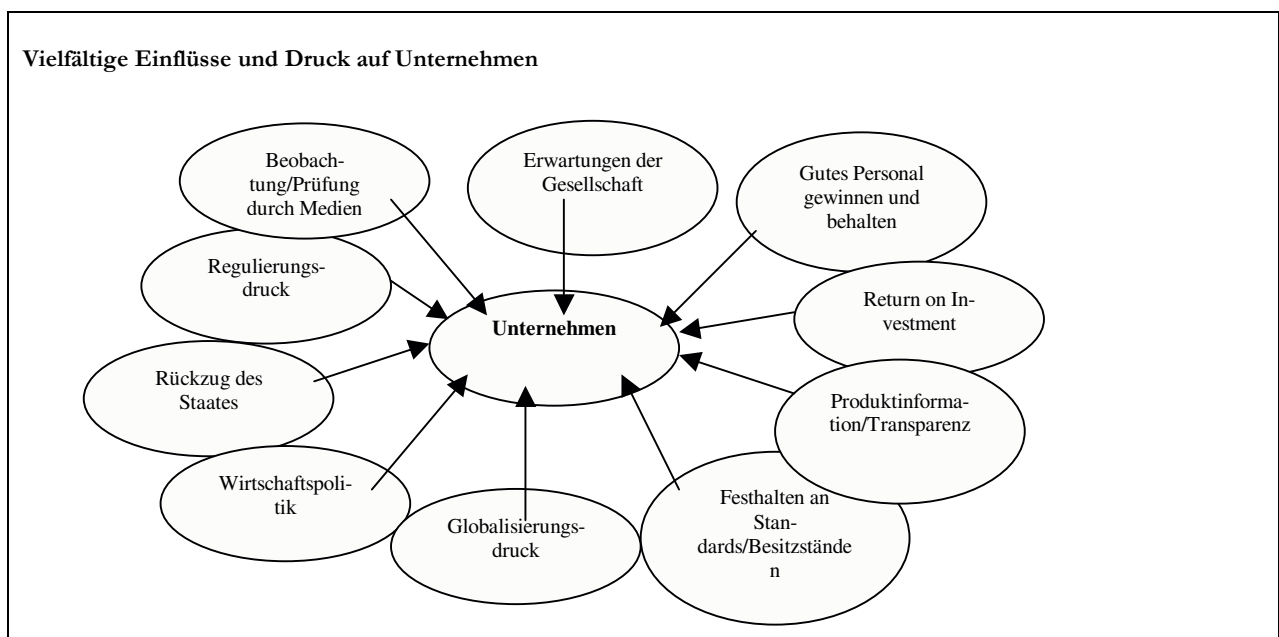 Vielfältige Einflüsse und Druck auf Unternehmen
Beobach-
tung/Prüfung
durch Medien
Erwartungen der
Gesellschaft
Gutes Personal
gewinnen und
behalten
Regulierungs-
druck
Return on In-
vestment
Unternehmen
Rückzug des
Staates
Produktinforma-
tion/Transparenz
Wirtschaftspoli-
tik
Globalisierungs-
druck
Festhalten an
Stan-
dards/Besitzstände
n